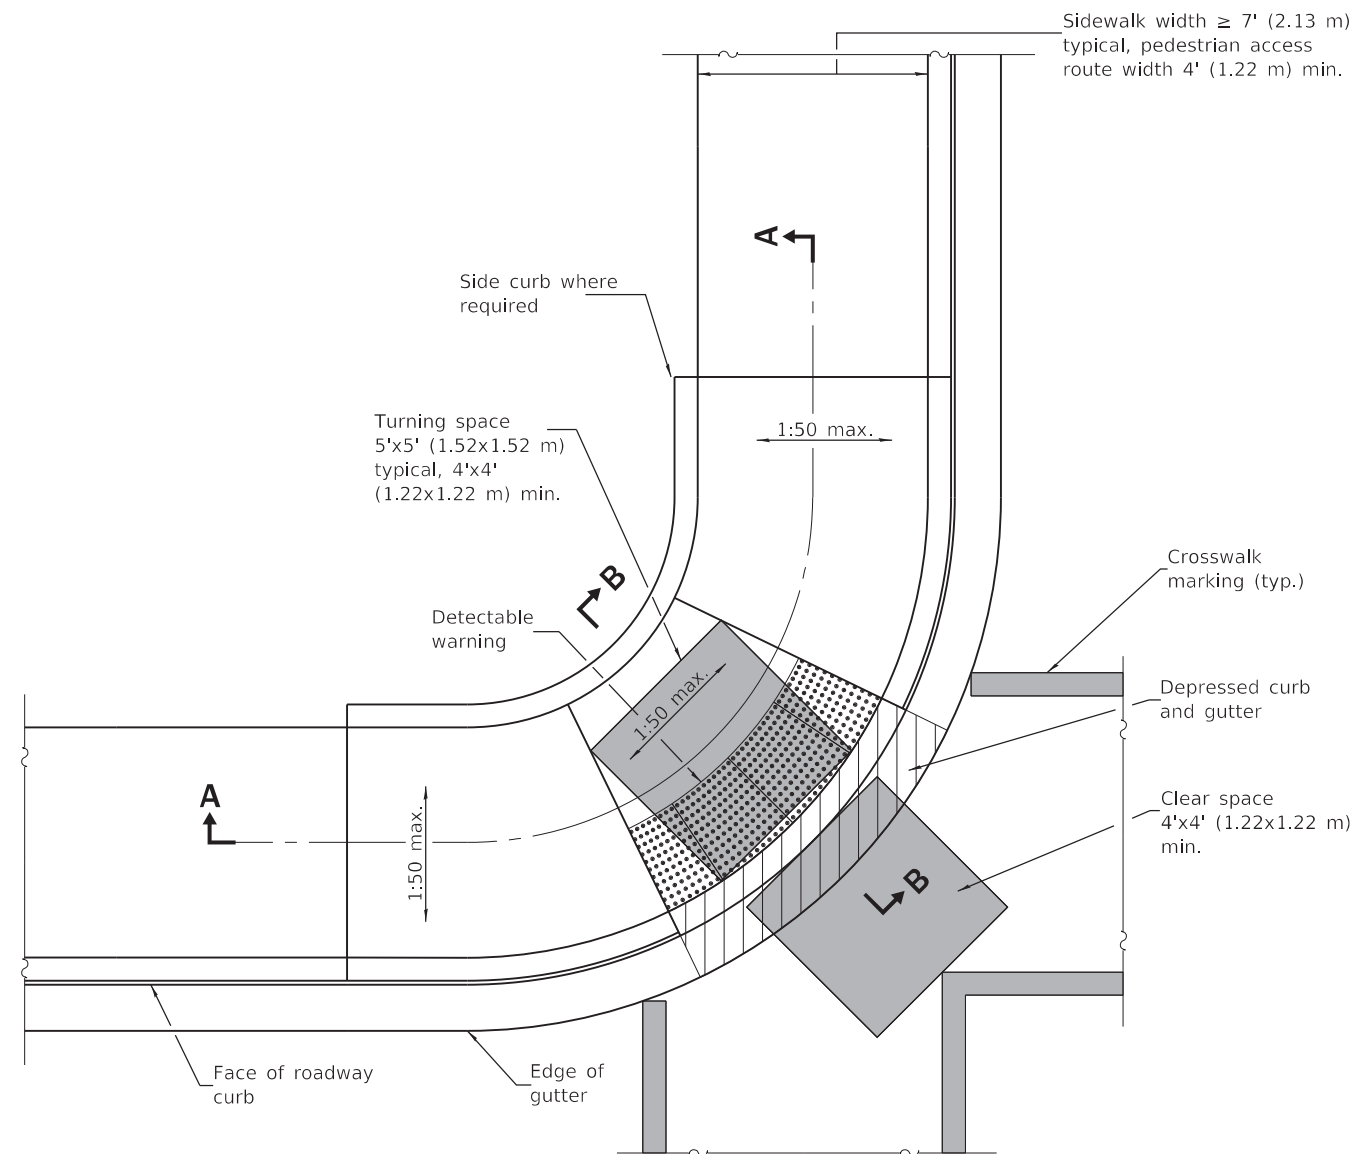 Sidewalk width ≥ 7' (2.13 m)
typical, pedestrian access
route width 4' (1.22 m) min.
A
Side curb where
required
Turning space
5'x5' (1.52x1.52 m)
typical, 4'x4'
(1.22x1.22 m) min.
1:50 max.
Crosswalk
marking (typ.)
B
Detectable
warning
1:50 max.
Depressed curb
and gutter
A
1:50 max.
Clear space
4'x4' (1.22x1.22 m)
min.
B
Face of roadway
curb
Edge of
gutter